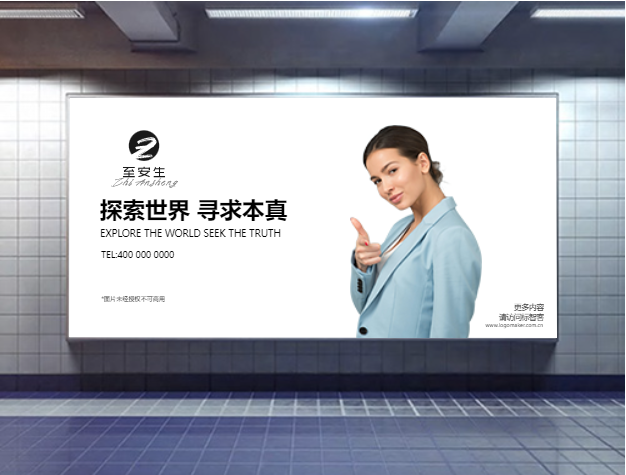 至安生
Zhi Ansheng
探索世界 寻求本真
EXPLORE THE WORLD SEEK THE TRUTH
TEL:400 000 0000
*图片未经授权不可商用
更多内容
请访问标智客
www.logomaker.com.cn